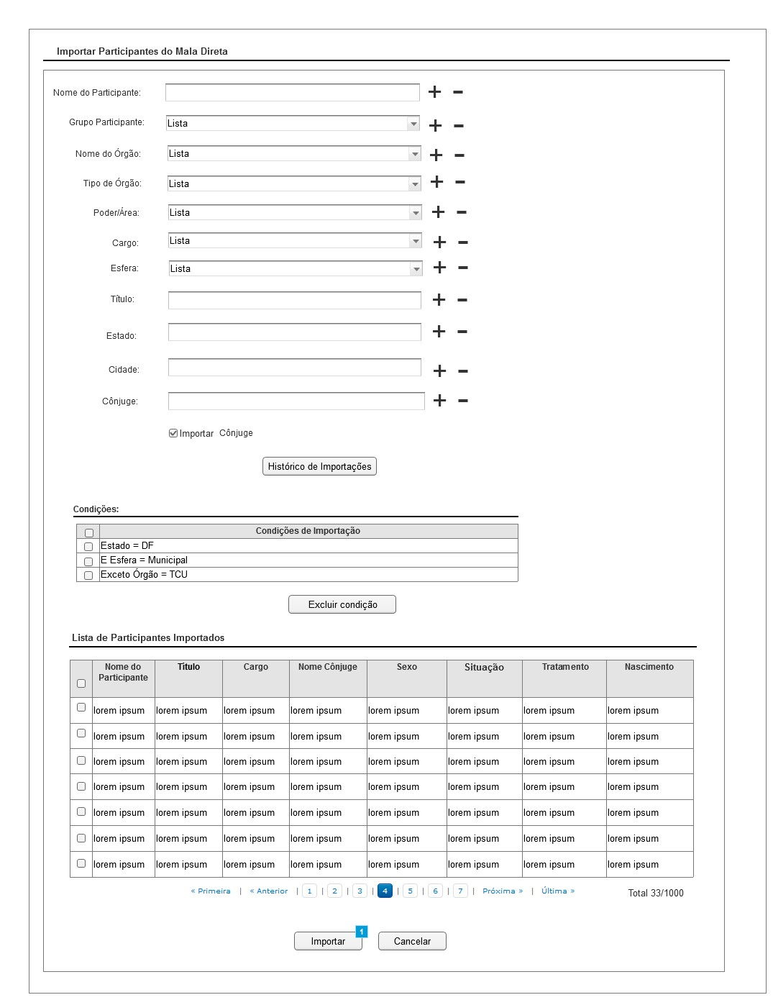 Importar Participantes do Mala Direta
Nome do Participante: + -
Grupo Participante: Lista + -
Nome do Órgão: Lista + -
Tipo de Órgão: Lista + -
Poder/Área: Lista + -
Cargo: Lista + -
Esfera: Lista + -
Título: + -
Estado: + -
Cidade: + -
Cônjuge: + -
Importar Cônjuge
Histórico de Importações
Condições:
Condições de Importação
Estado = DF
E Esfera = Municipal
Exceto Órgão = TCU
Excluir condição
Lista de Participantes Importados
Nome do Participante Título Cargo Nome Cônjuge Sexo Situação Tratamento Nascimento
lorem ipsum lorem ipsum lorem ipsum lorem ipsum lorem ipsum lorem ipsum lorem ipsum lorem ipsum
lorem ipsum lorem ipsum lorem ipsum lorem ipsum lorem ipsum lorem ipsum lorem ipsum lorem ipsum
lorem ipsum lorem ipsum lorem ipsum lorem ipsum lorem ipsum lorem ipsum lorem ipsum lorem ipsum
lorem ipsum lorem ipsum lorem ipsum lorem ipsum lorem ipsum lorem ipsum lorem ipsum lorem ipsum
lorem ipsum lorem ipsum lorem ipsum lorem ipsum lorem ipsum lorem ipsum lorem ipsum lorem ipsum
lorem ipsum lorem ipsum lorem ipsum lorem ipsum lorem ipsum lorem ipsum lorem ipsum lorem ipsum
lorem ipsum lorem ipsum lorem ipsum lorem ipsum lorem ipsum lorem ipsum lorem ipsum lorem ipsum
« Primeira | « Anterior | 1 | 2 | 3 | 4 | 5 | 6 | 7 | Próxima » | Última » Total 33/1000
Importar 1 Cancelar